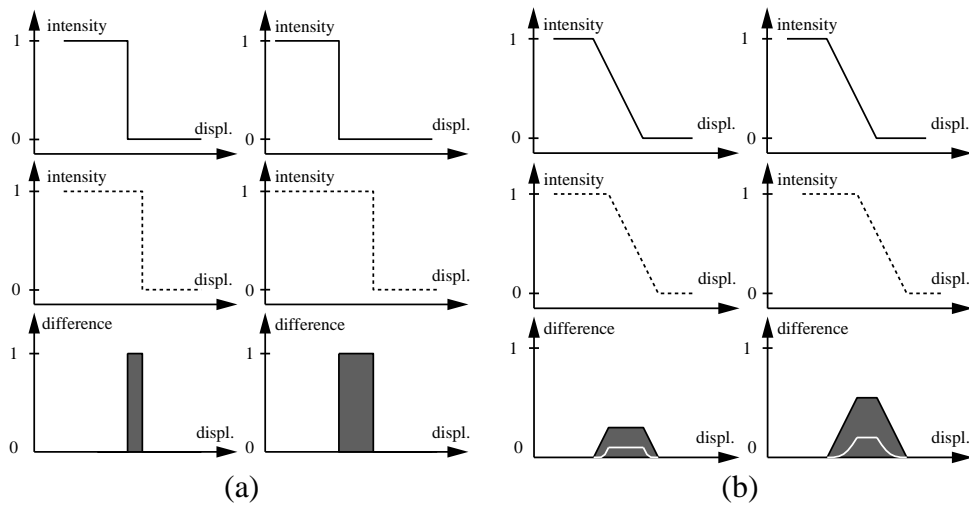 intensity
1
0
displ.
intensity
1
0
displ.
intensity
1
0
displ.
intensity
1
0
displ.
difference
1
0
displ.
difference
1
0
displ.
(a)
intensity
1
0
displ.
intensity
1
0
displ.
intensity
1
0
displ.
intensity
1
0
displ.
difference
1
0
displ.
difference
1
0
displ.
(b)